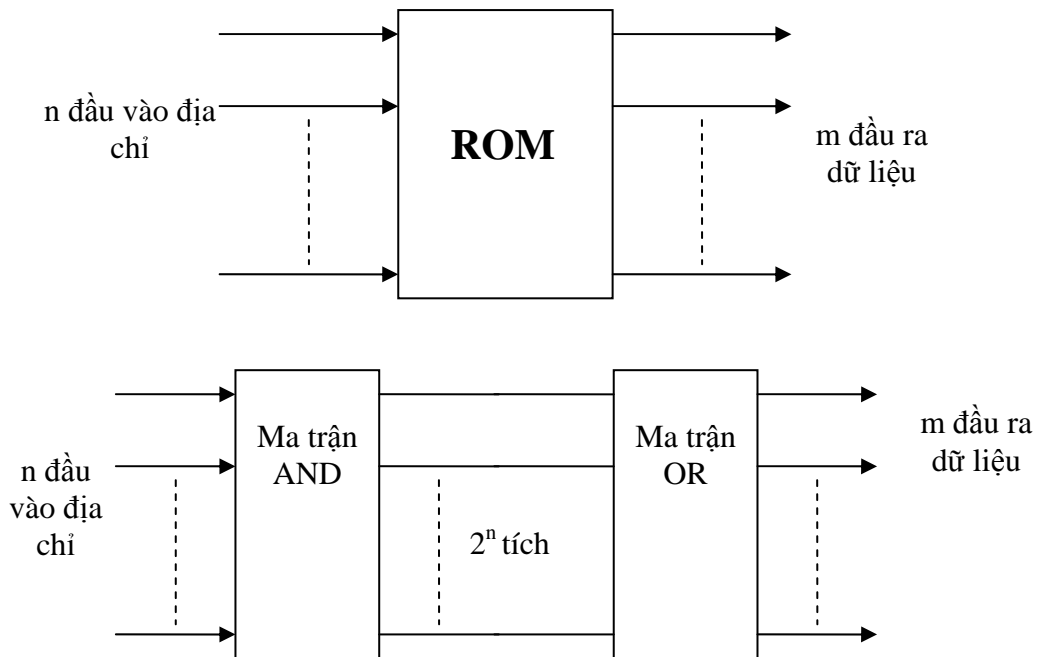 n đầu vào địa
chỉ
ROM
m đầu ra
dữ liệu
n đầu
vào địa
chỉ
Ma trận
AND
2ⁿ tích
Ma trận
OR
m đầu ra
dữ liệu